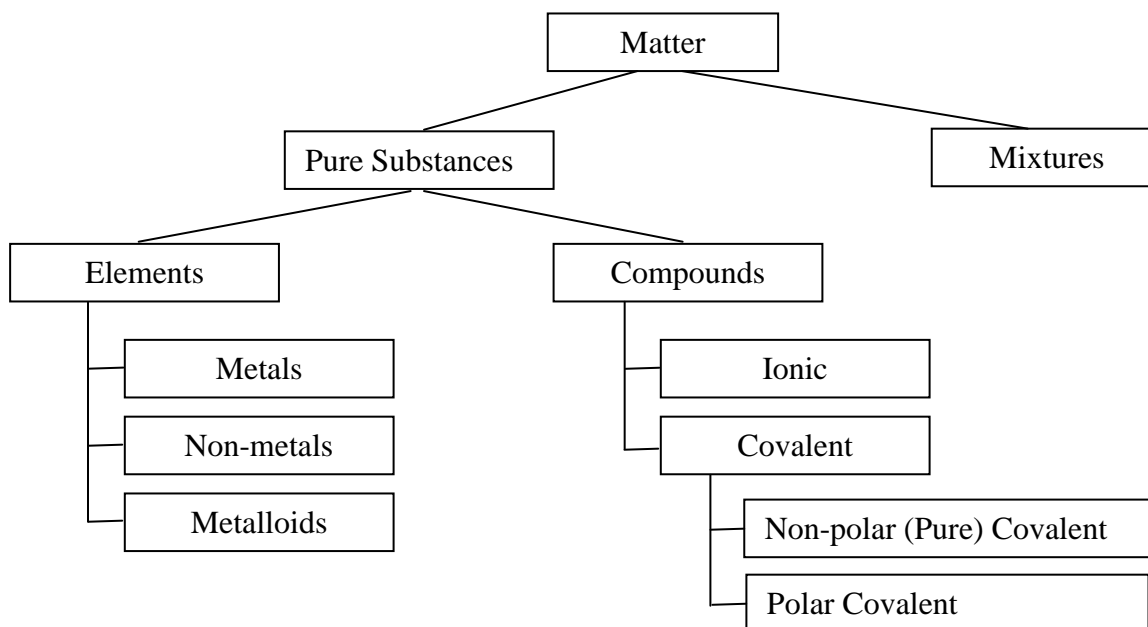 Matter
Pure Substances
Mixtures
Elements
Compounds
Metals
Ionic
Non-metals
Covalent
Metalloids
Non-polar (Pure) Covalent
Polar Covalent